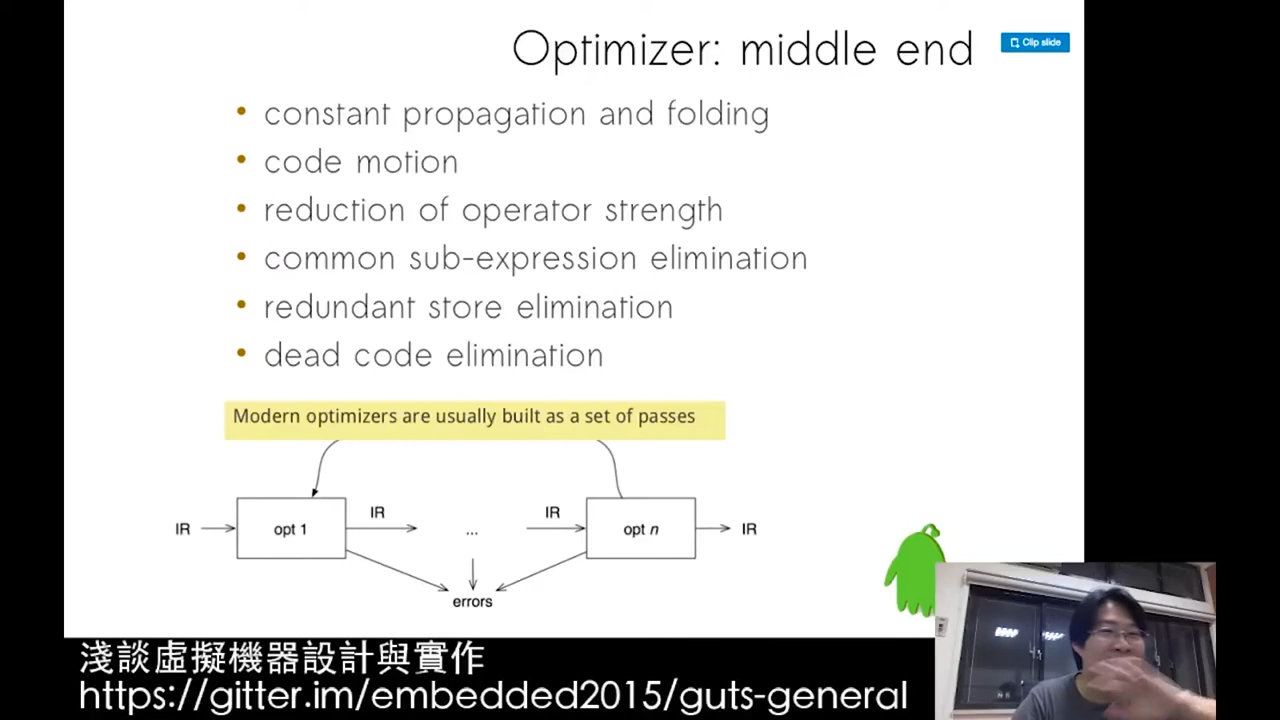 Optimizer: middle end
Clip slide
• constant propagation and folding
• code motion
• reduction of operator strength
• common sub-expression elimination
• redundant store elimination
• dead code elimination
Modern optimizers are usually built as a set of passes
IR
opt 1
IR
...
IR
opt n
IR
errors
淺談虛擬機器設計與實作
https://gitter.im/embedded2015/guts-general